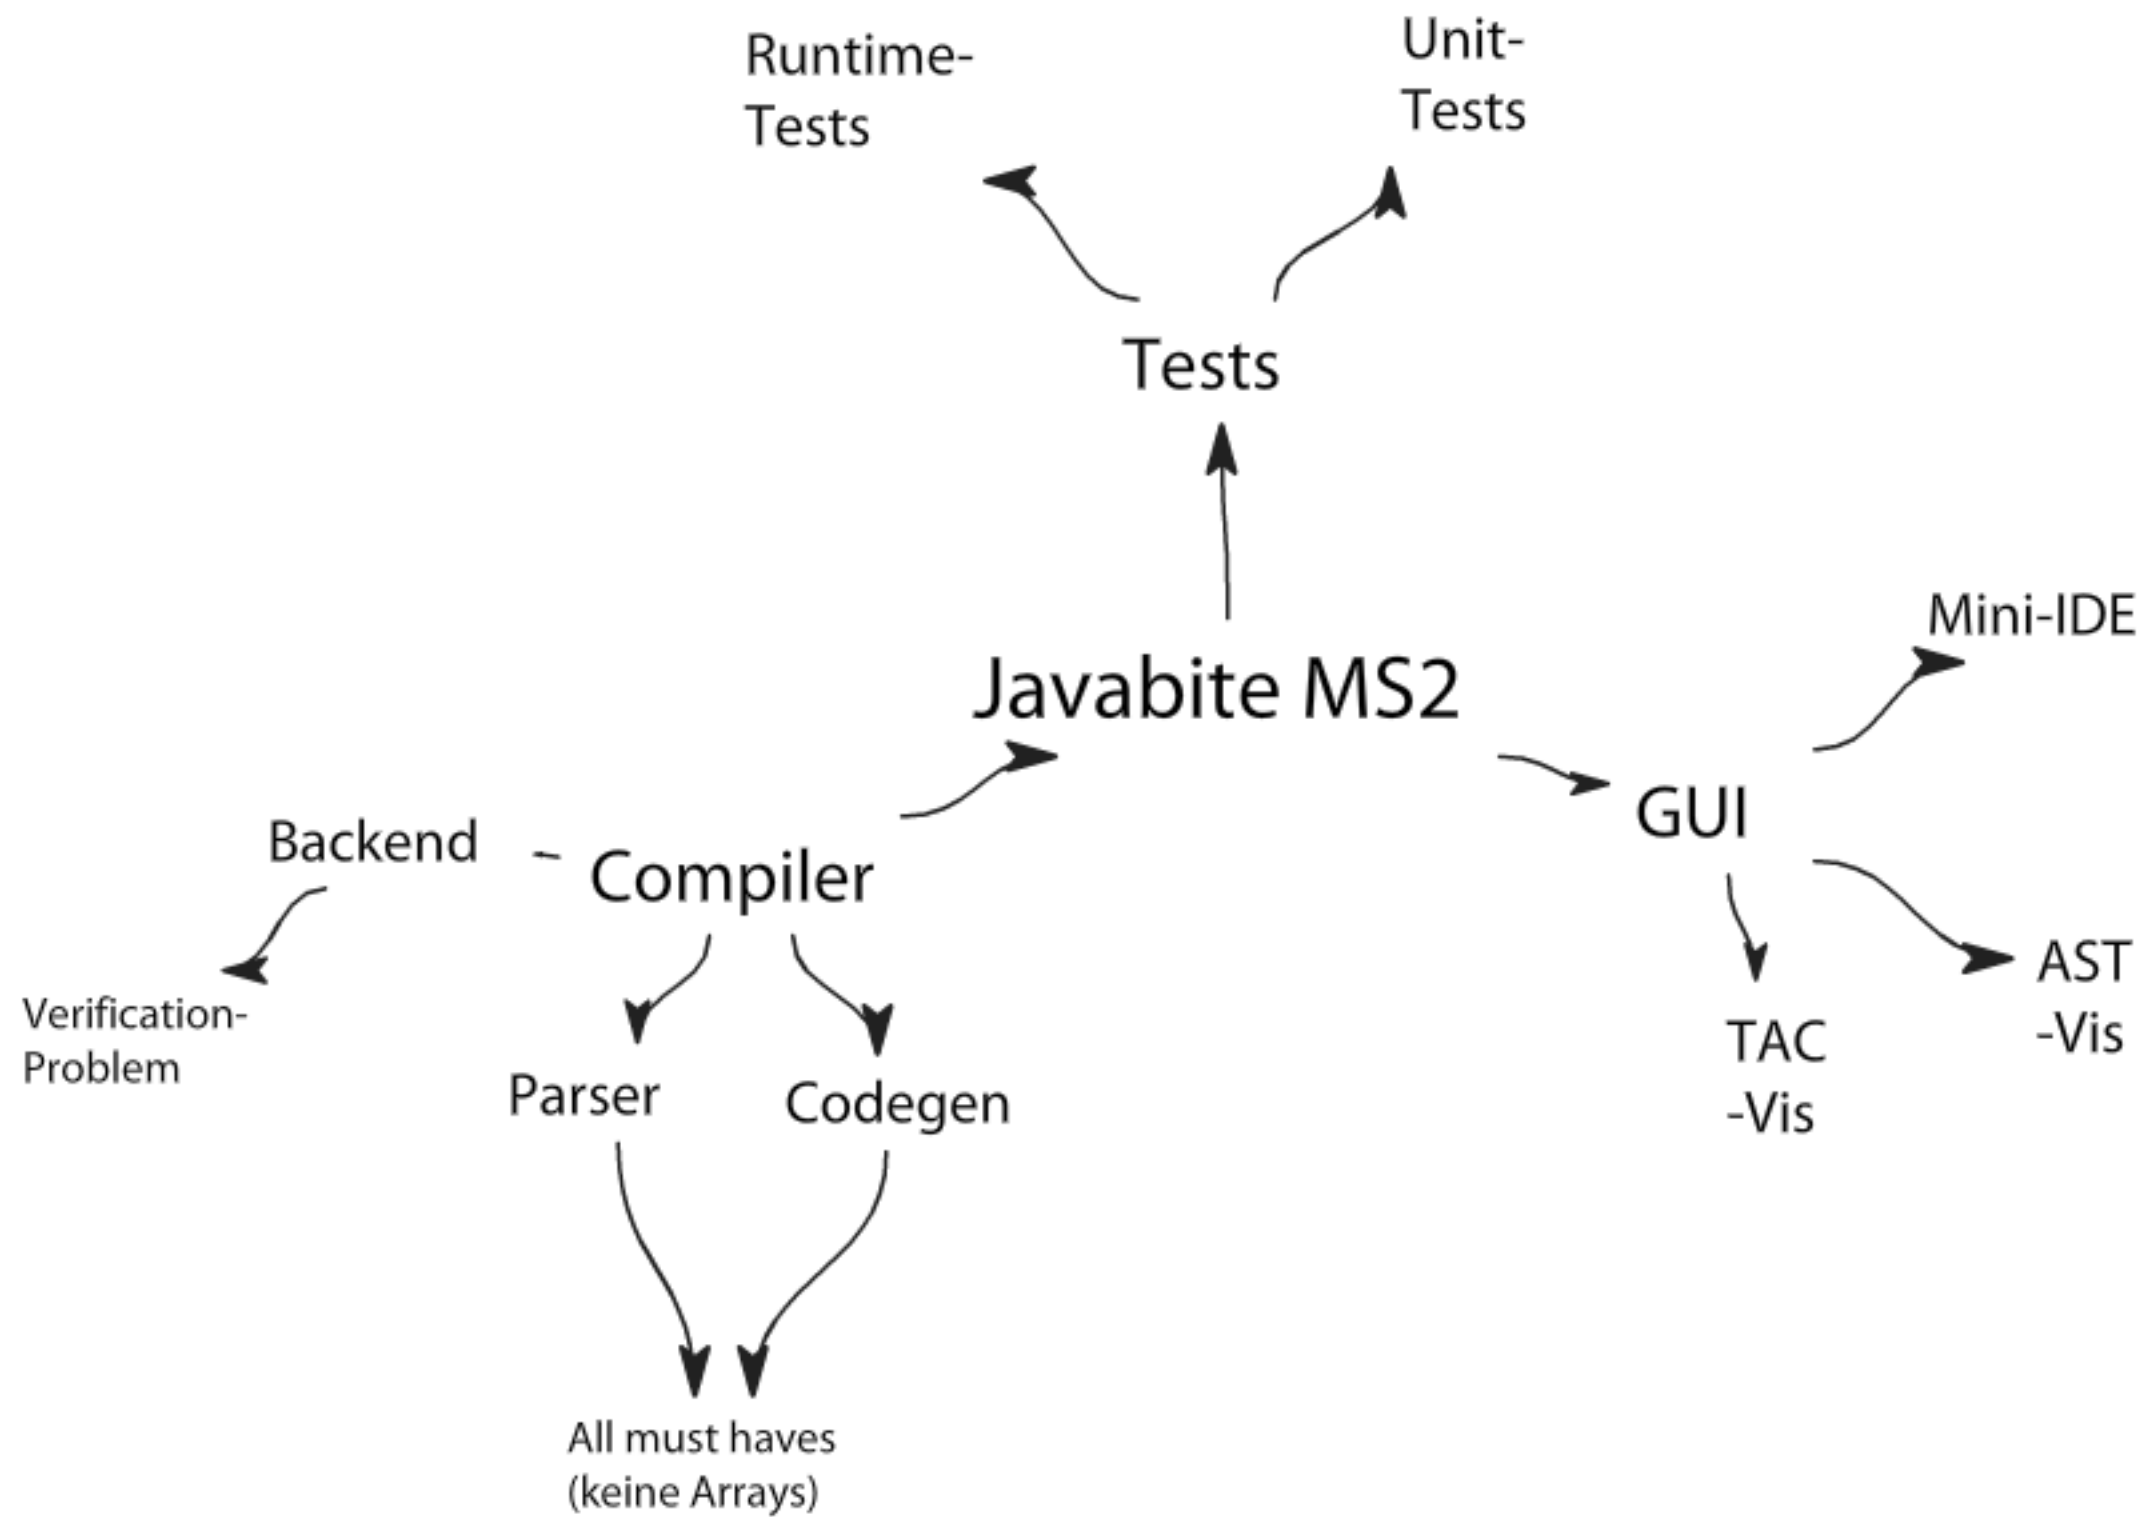 Runtime-
Tests
Unit-
Tests
Tests
Javabite MS2
Mini-IDE
GUI
Backend
Compiler
AST
-Vis
Verification-
Problem
TAC
-Vis
Parser
Codegen
All must haves
(keine Arrays)